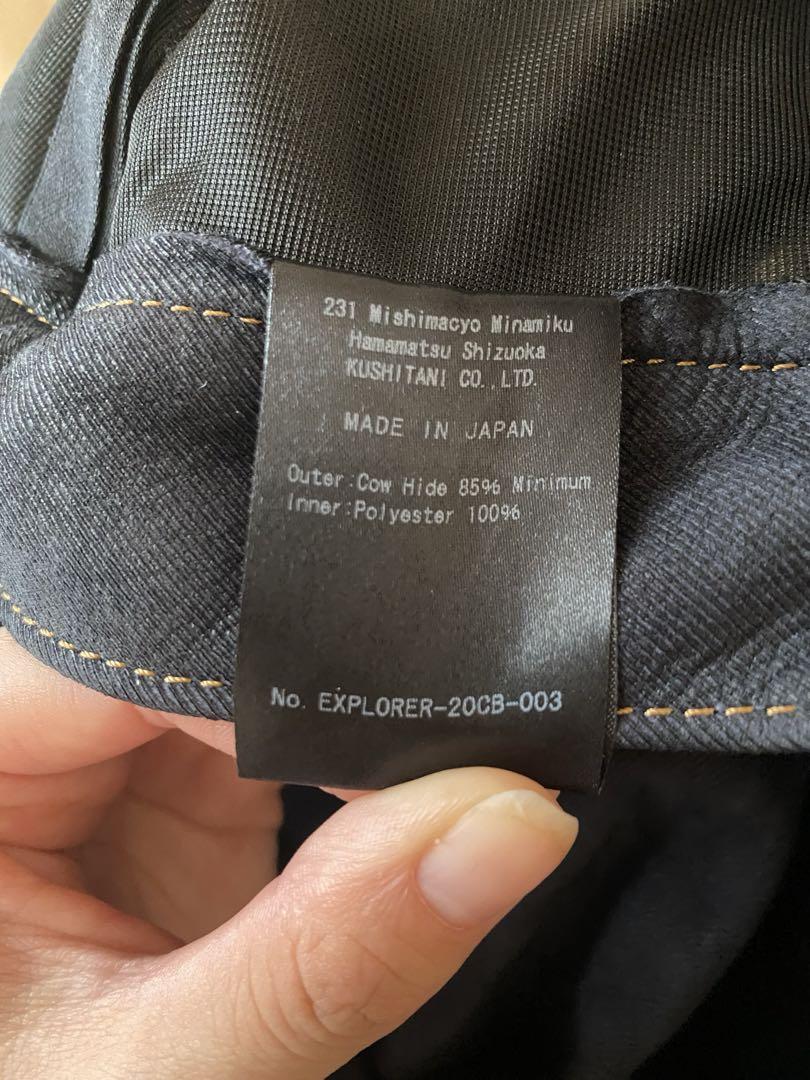 231 Mishimacyo Minamiku
Hamamatsu Shizuoka
KUSHITANI CO.,LTD.
MADE IN JAPAN
Outer:Cow Hide 85% Minimum
Inner:Polyester 100%
No. EXPLORER-20CB-003